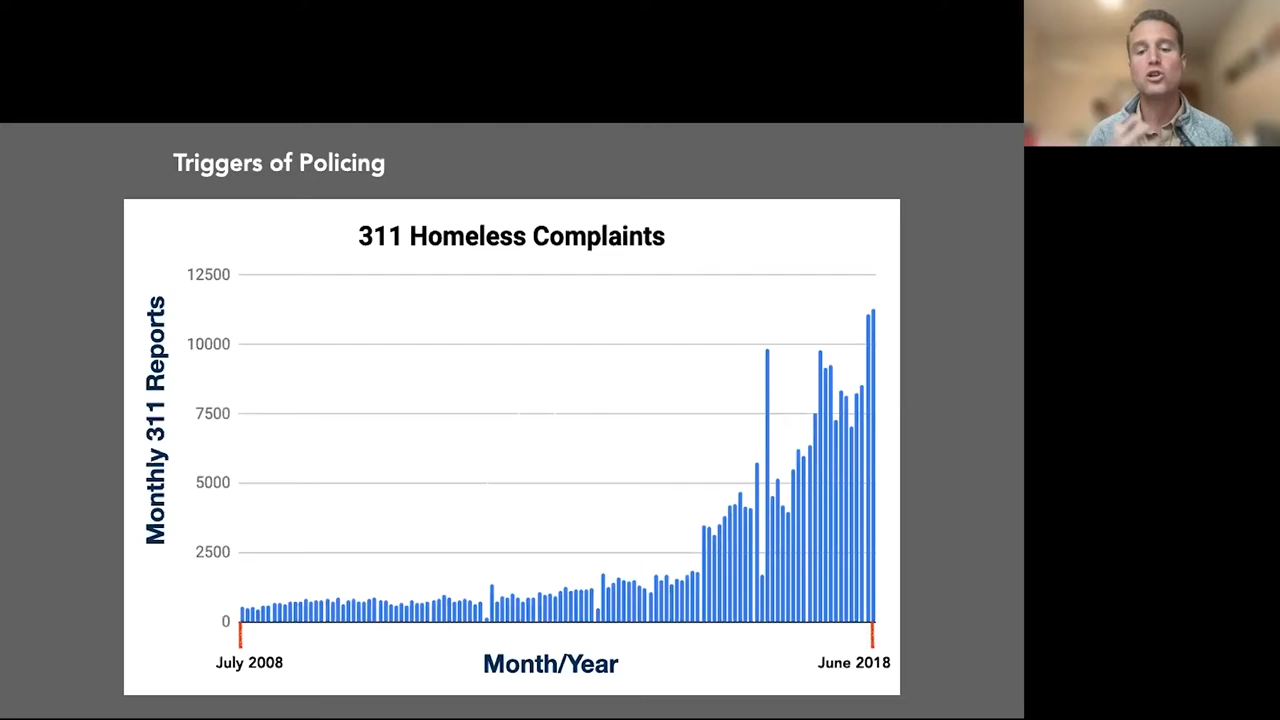 Triggers of Policing
311 Homeless Complaints
Monthly 311 Reports
12500
10000
7500
5000
2500
0
July 2008
Month/Year
June 2018